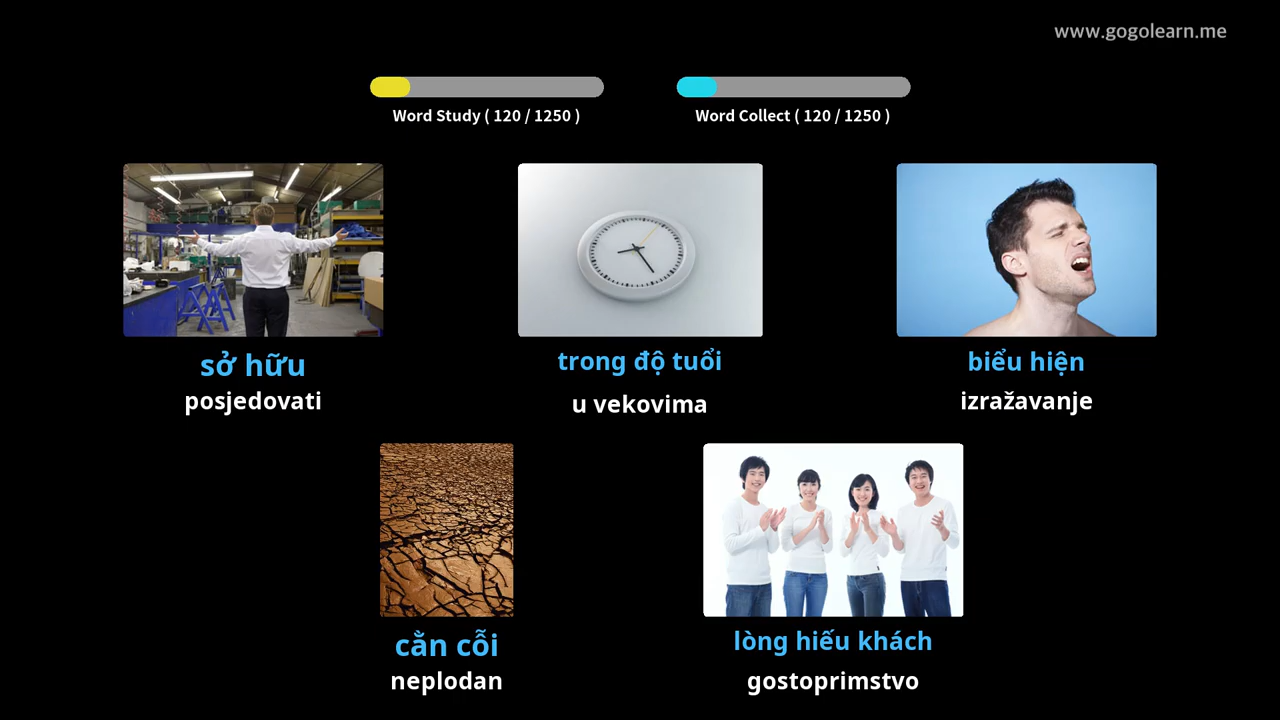 www.gogolearn.me
Word Study ( 120 / 1250 )
Word Collect ( 120 / 1250 )
sở hữu
posjedovati
trong độ tuổi
u vekovima
biểu hiện
izražavanje
cằn cỗi
neplodan
lòng hiếu khách
gostoprimstvo